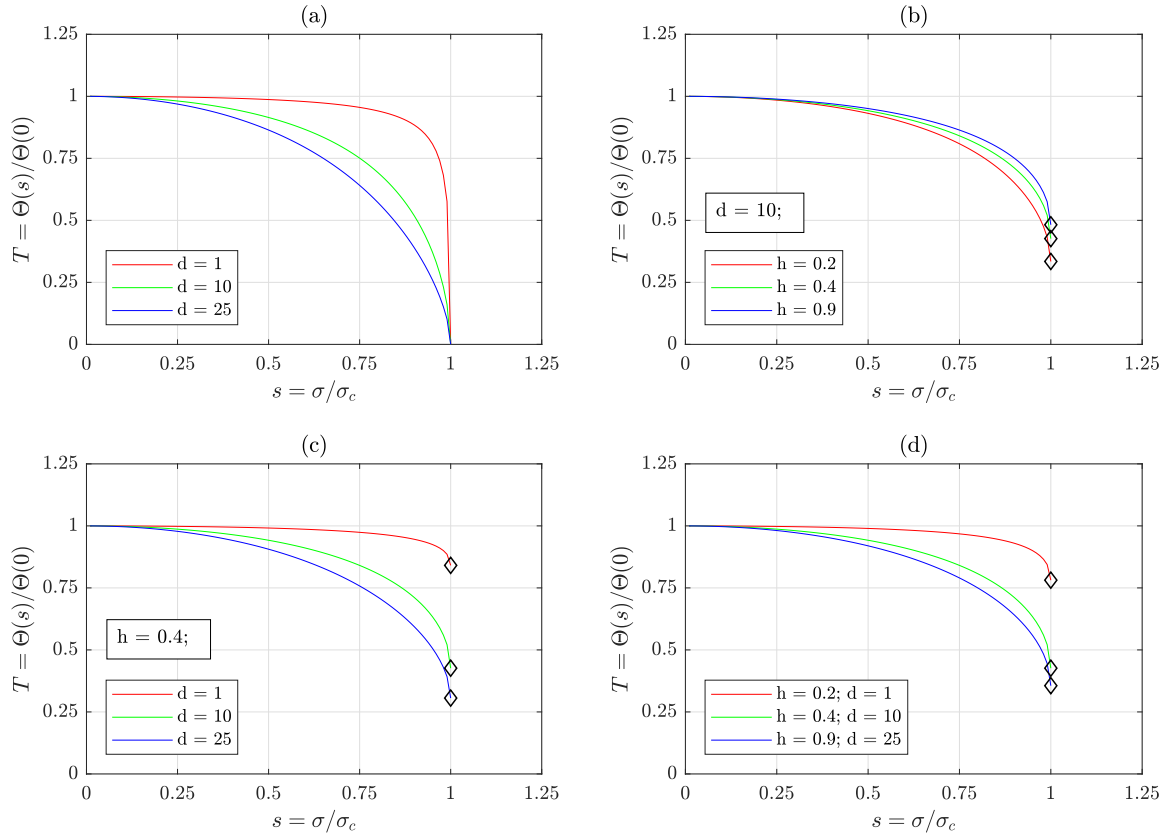 (a)
1.25
1
0.75
0.5
0.25
0
T = Θ(s)/Θ(0)
d = 1
d = 10
d = 25
0 0.25 0.5 0.75 1 1.25
s = σ/σ_c
(b)
1.25
1
0.75
0.5
0.25
0
T = Θ(s)/Θ(0)
d = 10;
h = 0.2
h = 0.4
h = 0.9
0 0.25 0.5 0.75 1 1.25
s = σ/σ_c
(c)
1.25
1
0.75
0.5
0.25
0
T = Θ(s)/Θ(0)
h = 0.4;
d = 1
d = 10
d = 25
0 0.25 0.5 0.75 1 1.25
s = σ/σ_c
(d)
1.25
1
0.75
0.5
0.25
0
T = Θ(s)/Θ(0)
h = 0.2; d = 1
h = 0.4; d = 10
h = 0.9; d = 25
0 0.25 0.5 0.75 1 1.25
s = σ/σ_c